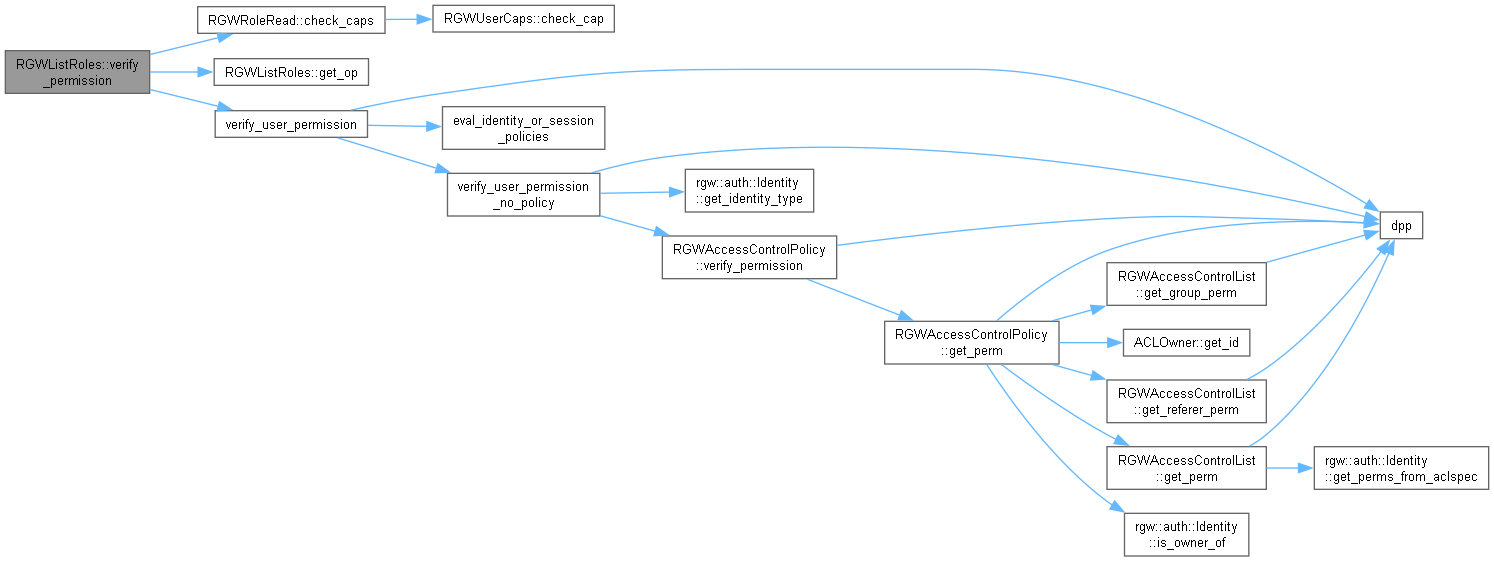 RGWRoleRead::check_caps
RGWUserCaps::check_cap
RGWListRoles::verify
_permission
RGWListRoles::get_op
verify_user_permission
eval_identity_or_session
_policies
verify_user_permission
_no_policy
rgw::auth::Identity
::get_identity_type
dpp
RGWAccessControlPolicy
::verify_permission
RGWAccessControlList
::get_group_perm
RGWAccessControlPolicy
::get_perm
ACLOwner::get_id
RGWAccessControlList
::get_referer_perm
RGWAccessControlList
::get_perm
rgw::auth::Identity
::get_perms_from_aclspec
rgw::auth::Identity
::is_owner_of